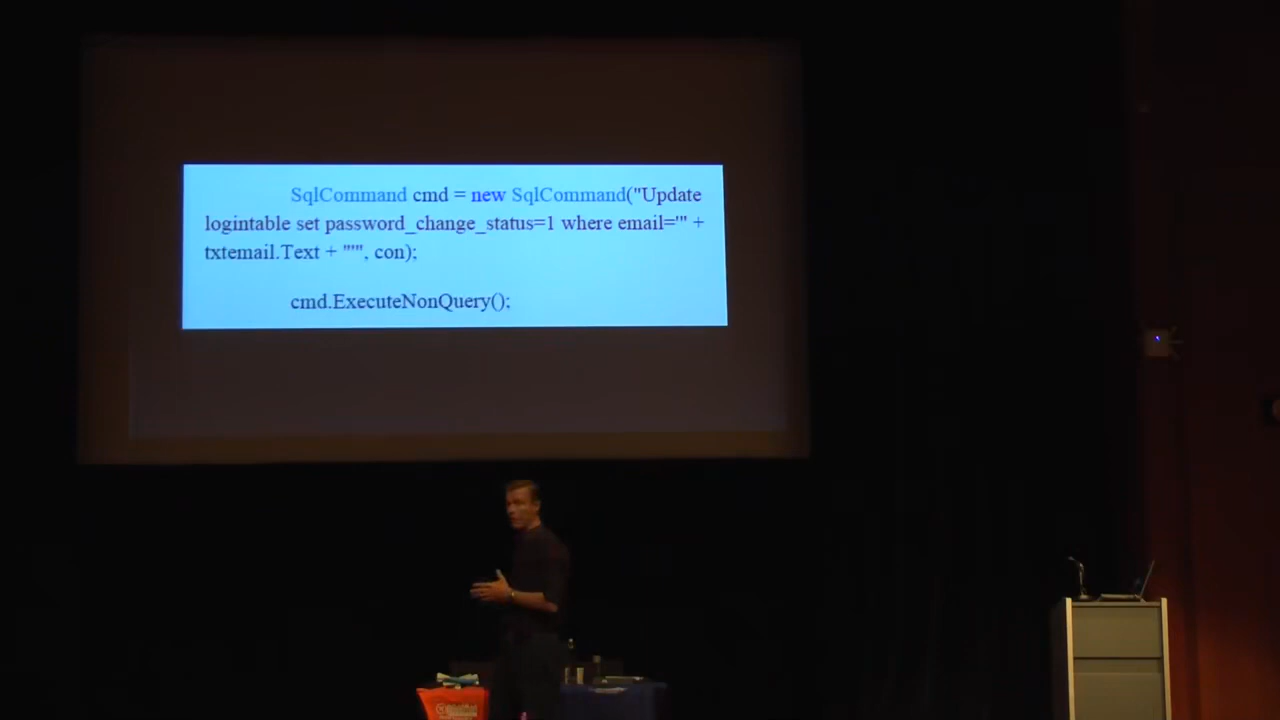 SqlCommand cmd = new SqlCommand("Update
logintable set password_change_status=1 where email='" +
txtemail.Text + "'", con);
cmd.ExecuteNonQuery();